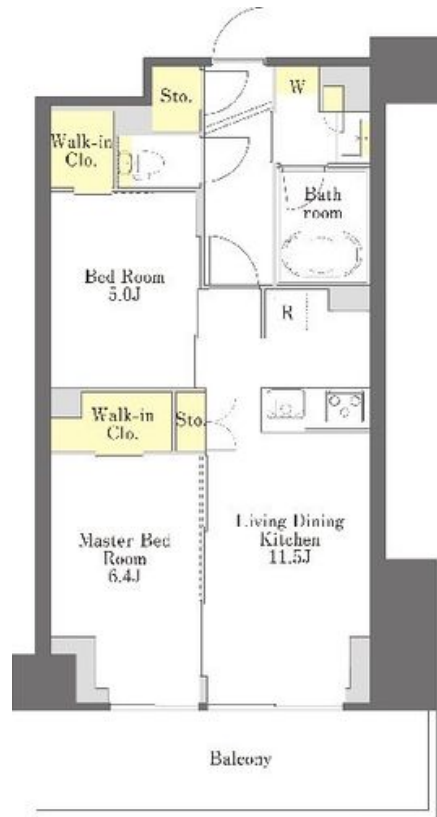 Sto.
W
Walk-in
Clo.
Bath
room
Bed Room
5.0J
R
Walk-in
Clo.
Sto.
Living Dining
Kitchen
11.5J
Master Bed
Room
6.4J
Balcony